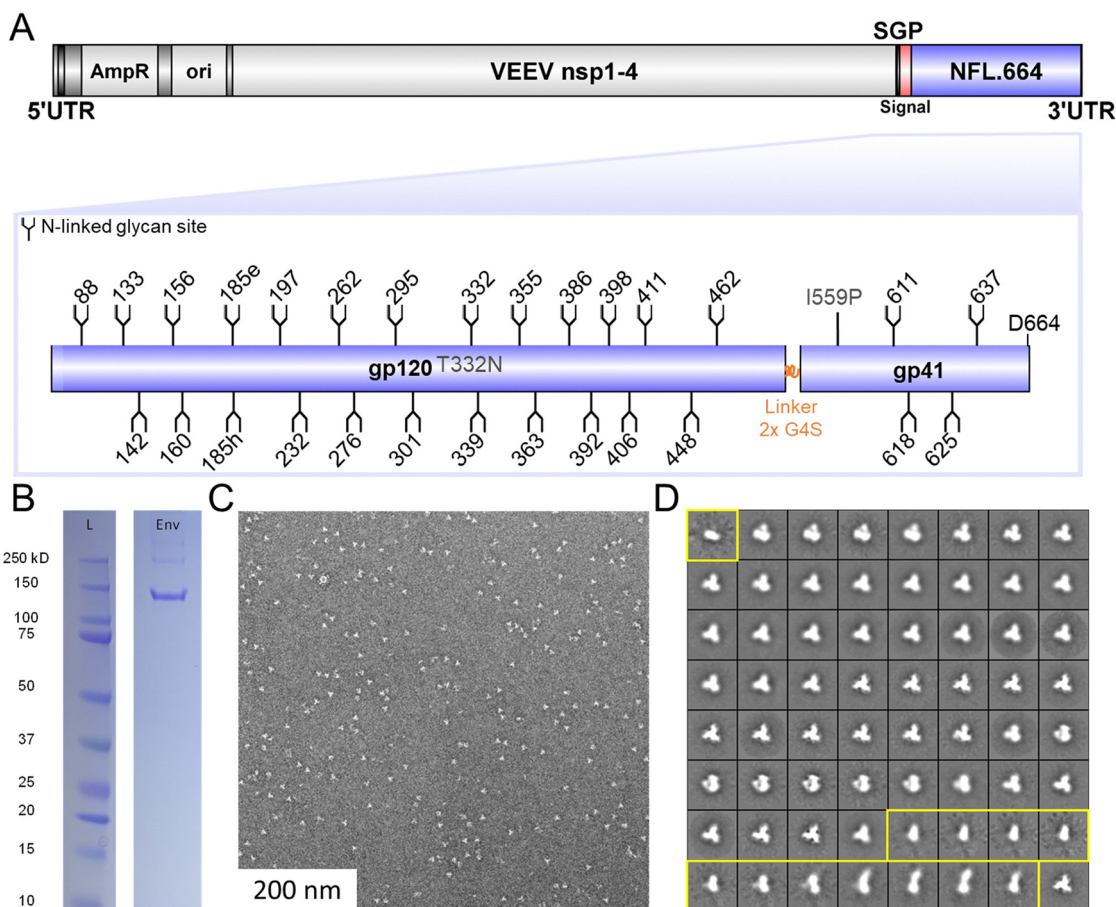 A
SGP
AmpR ori VEEV nsp1-4 NFL.664
5'UTR Signal 3'UTR
N-linked glycan site
88 133 156 185e 197 262 295 332 355 386 398 411 462 I559P 611 637 D664
gp120 T332N gp41
142 160 185h 232 276 301 339 363 392 406 448 618 625
Linker
2x G4S
B
L Env
250 kD
150
100
75
50
37
25
20
15
10
C
200 nm
D